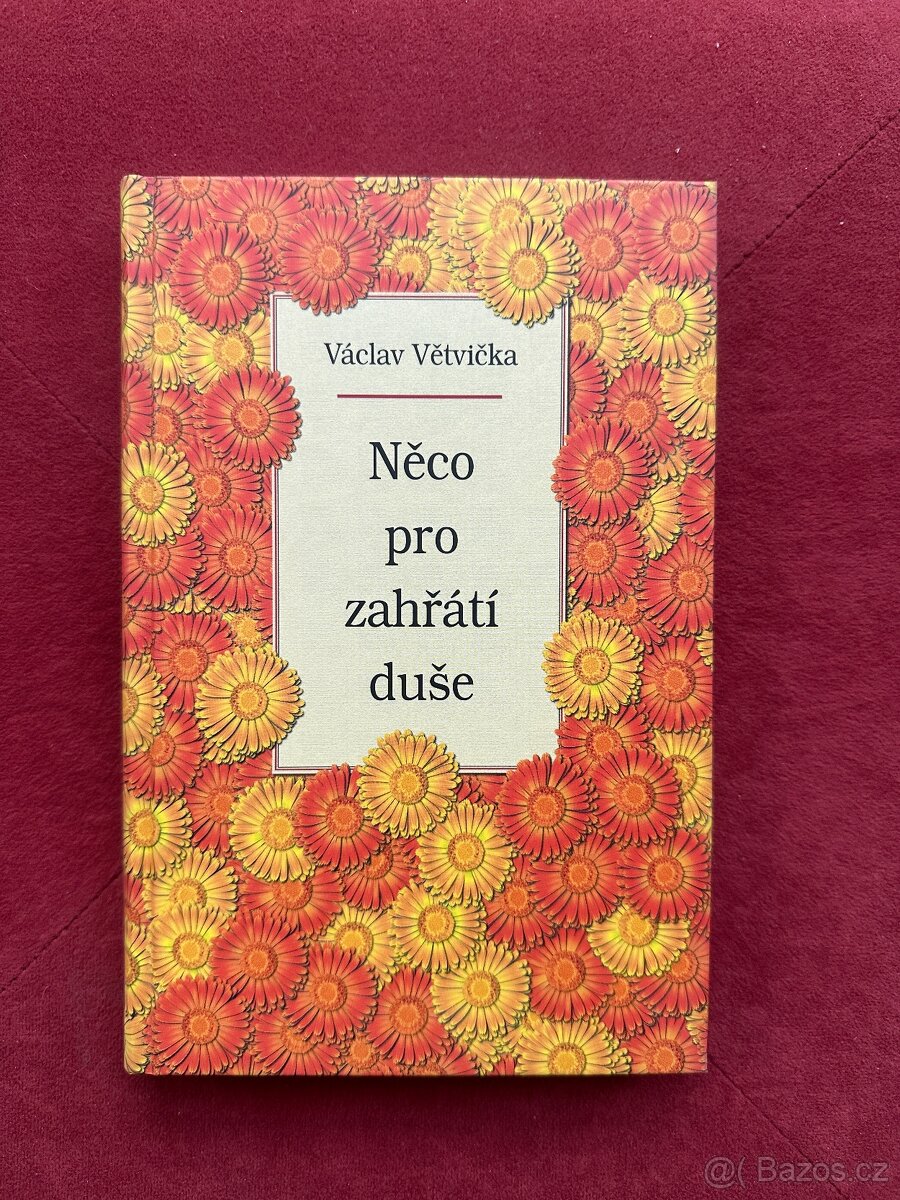 Václav Větvička
Něco
pro
zahřátí
duše
@( Bazos.cz